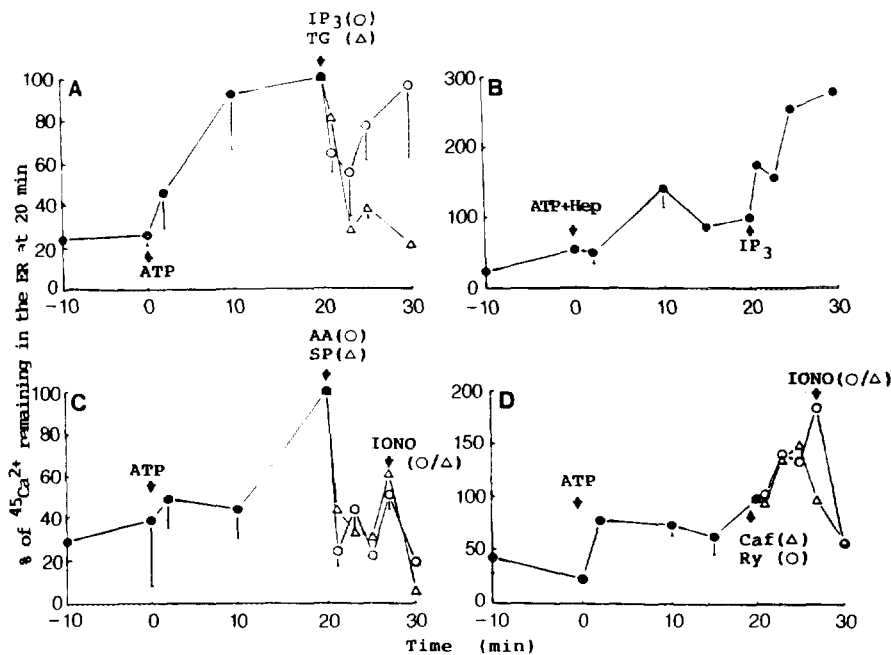 IP3(○)
TG (△)
A
100
80
60
40
20
0
ATP
-10 0 10 20 30
B
300
200
100
0
ATP+Hep
IP3
-10 0 10 20 30
% of 45Ca2+ remaining in the ER at 20 min
AA(○)
SP(△)
C
100
80
60
40
20
0
ATP
IONO
(○/△)
-10 0 10 20 30
D
200
150
100
50
0
ATP
IONO(○/△)
Caf(△)
Ry (○)
-10 0 10 20 30
Time (min)